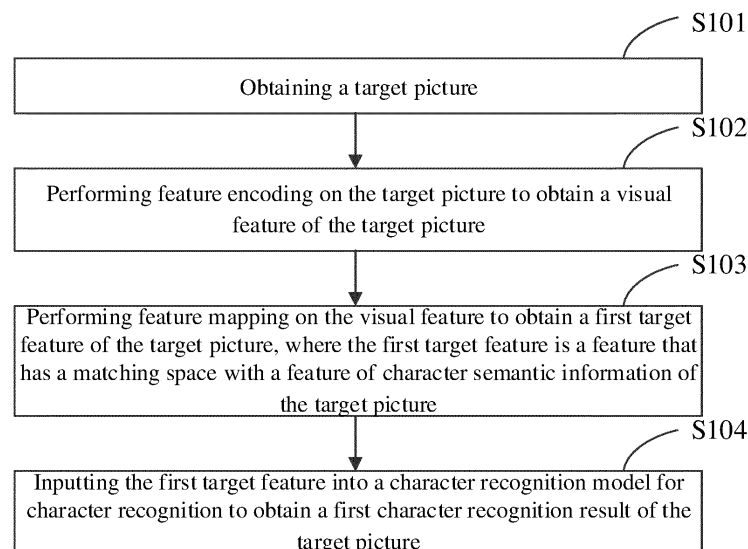 S101
Obtaining a target picture
S102
Performing feature encoding on the target picture to obtain a visual
feature of the target picture
S103
Performing feature mapping on the visual feature to obtain a first target
feature of the target picture, where the first target feature is a feature that
has a matching space with a feature of character semantic information of
the target picture
S104
Inputting the first target feature into a character recognition model for
character recognition to obtain a first character recognition result of the
target picture